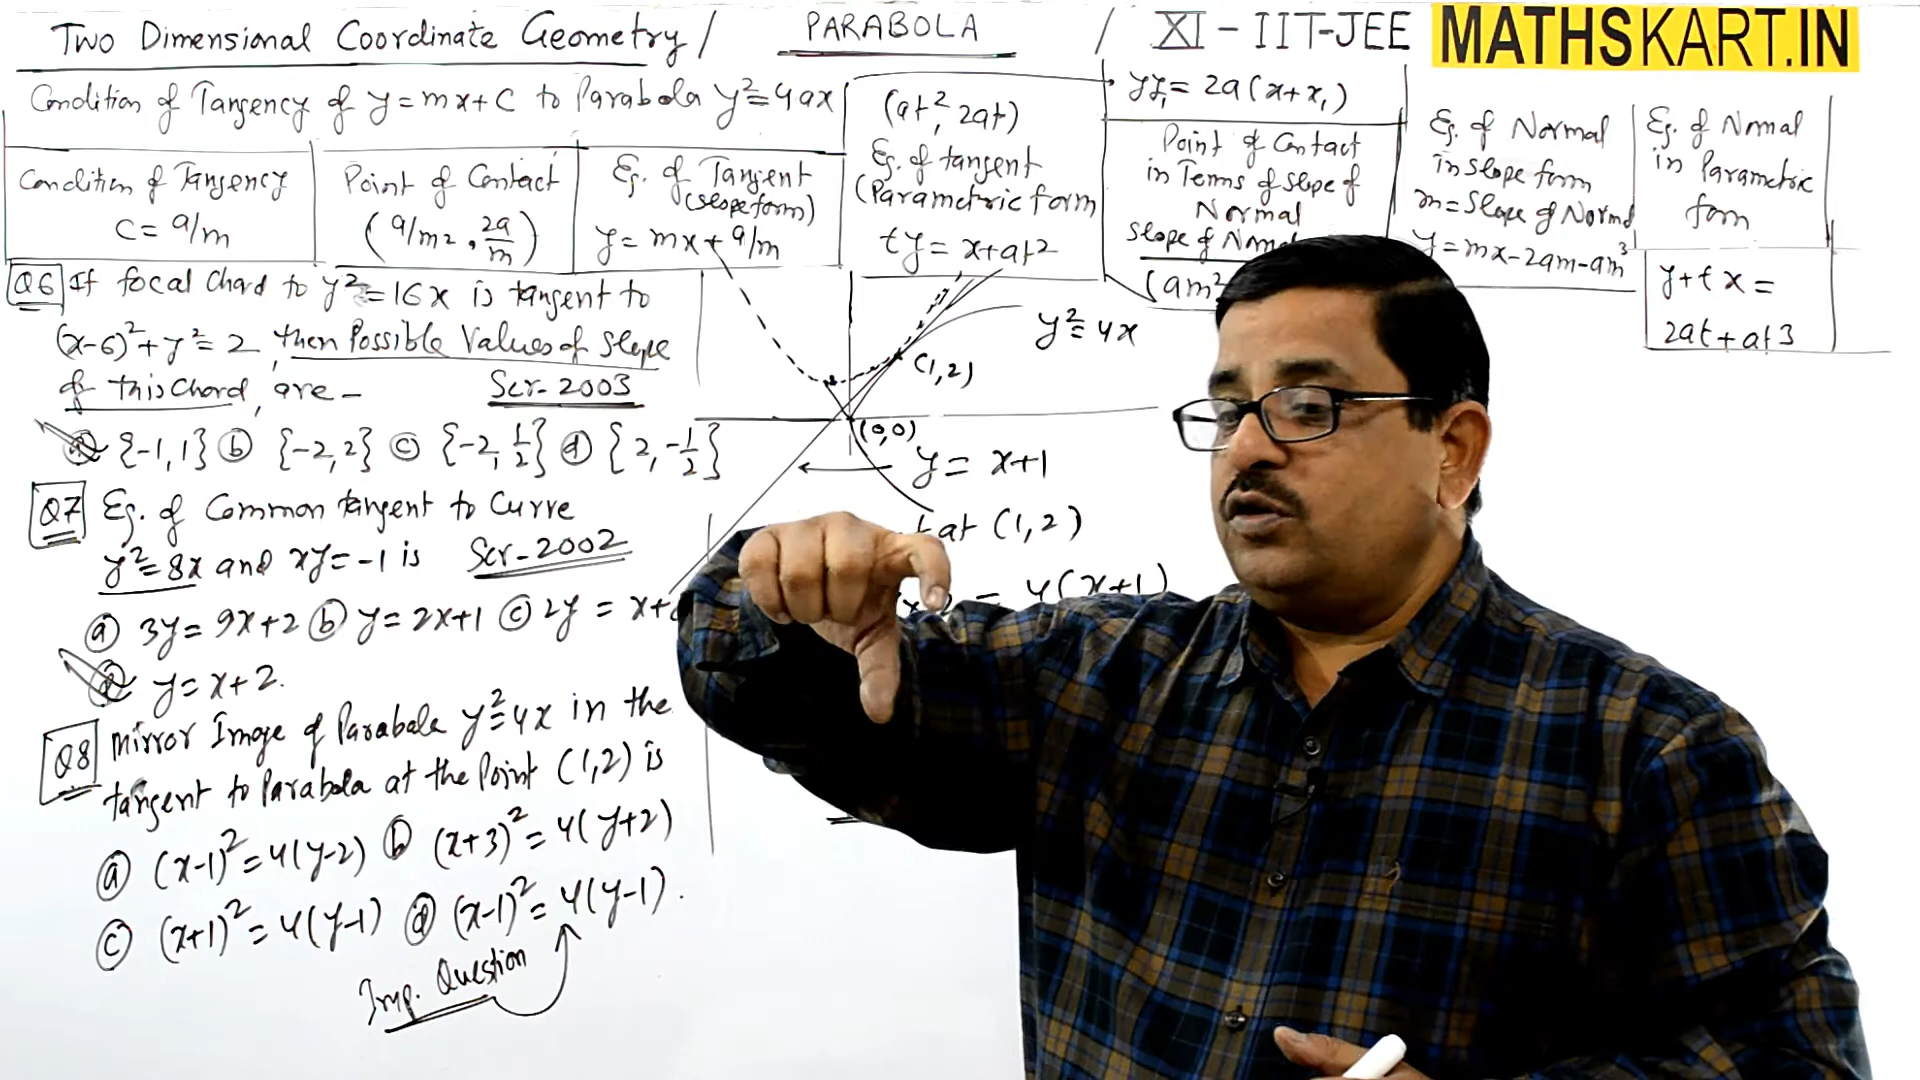 Two Dimensional Coordinate Geometry / PARABOLA / XI - IIT-JEE
MATHSKART.IN
Condition of Tangency of y = mx + c to Parabola y² = 4ax
Condition of Tangency
c = a/m
Point of Contact
(a/m², 2a/m)
Eq. of Tangent
(slope form)
y = mx + a/m
(at², 2at)
Eq. of tangent
(Parametric form
ty = x + at²
yy₁ = 2a(x + x₁)
Point of Contact
in Terms of slope of
Normal
slope of
(am²
Eq. of Normal
in slope form
m = slope of Normal
y = mx - 2am - am³
Eq. of Normal
in Parametric
form
y + tx =
2at + at3
Q6 If focal Chord to y² = 16x is tangent to
(x-6)² + y² = 2, then Possible Values of slope
of this Chord, are - Scr-2003
ⓐ {-1, 1} ⓑ {-2, 2} ⓒ {-2, 1/2} ⓓ {2, -1/2}
Q7 Eq. of Common tangent to Curve
y² = 8x and xy = -1 is Scr-2002
ⓐ 3y = 9x + 2 ⓑ y = 2x + 1 ⓒ 2y = x +
ⓓ y = x + 2.
Q8 Mirror Image of Parabola y² = 4x in the
tangent to Parabola at the Point (1,2) is
ⓐ (x-1)² = 4(y-2) ⓑ (x+3)² = 4(y+2)
ⓒ (x+1)² = 4(y-1) ⓓ (x-1)² = 4(y-1).
Imp. Question
y² = 4x
(1,2)
(0,0)
y = x+1
at (1,2)
= 4(x+1)